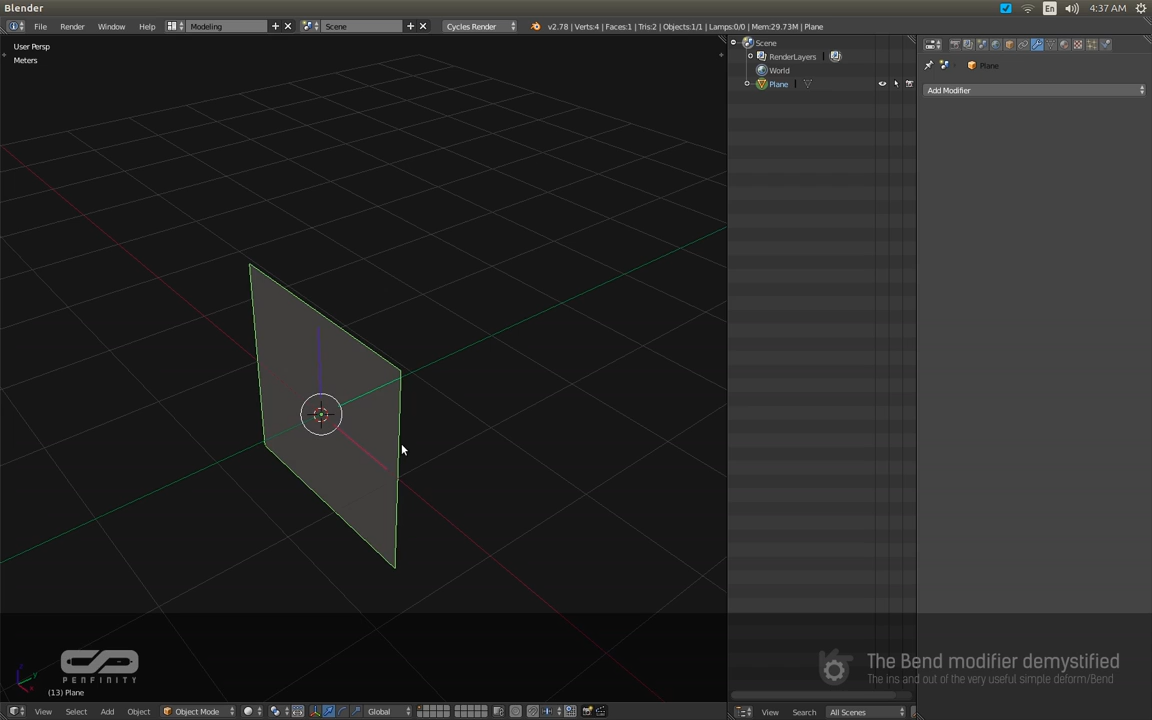 Blender
En
4:37 AM
File
Render
Window
Help
Modeling
Scene
Cycles Render
v2.78 | Verts:4 | Faces:1 | Tris:2 | Objects:1/1 | Lamps:0/0 | Mem:29.73M | Plane
User Persp
Meters
Scene
RenderLayers
World
Plane
Plane
Add Modifier
PENFINITY
(13) Plane
The Bend modifier demystified
The ins and out of the very useful simple deform/Bend
View
Select
Add
Object
Object Mode
Global
View
Search
All Scenes